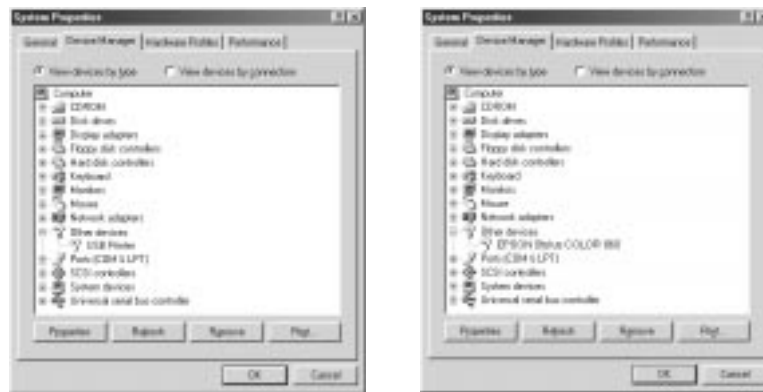 System Properties
General Device Manager Hardware Profiles Performance
View devices by type View devices by connection
Computer
CDROM
Disk drives
Display adapters
Floppy disk controllers
Hard disk controllers
Keyboard
Monitors
Mouse
Network adapters
Other devices
USB Printer
Ports (COM & LPT)
SCSI controllers
System devices
Universal serial bus controller
Properties Refresh Remove Print...
OK Cancel
System Properties
General Device Manager Hardware Profiles Performance
View devices by type View devices by connection
Computer
CDROM
Disk drives
Display adapters
Floppy disk controllers
Hard disk controllers
Keyboard
Monitors
Mouse
Network adapters
Other devices
EPSON Stylus COLOR 860
Ports (COM & LPT)
SCSI controllers
System devices
Universal serial bus controller
Properties Refresh Remove Print...
OK Cancel